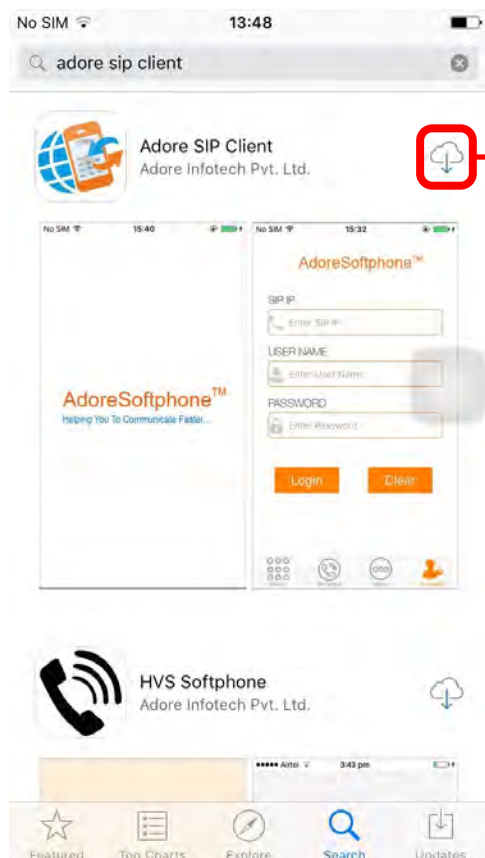 No SIM 13:48
adore sip client
Adore SIP Client
Adore Infotech Pvt. Ltd.
No SIM 15:40
No SIM 15:32
AdoreSoftphone™
Helping You To Communicate Faster...
AdoreSoftphone™
SIP IP
Enter SIP IP
USER NAME
Enter User Name
PASSWORD
Enter Password
Login Clear
HVS Softphone
Adore Infotech Pvt. Ltd.
Airtel 3:43 pm
Featured Top Charts Explore Search Updates